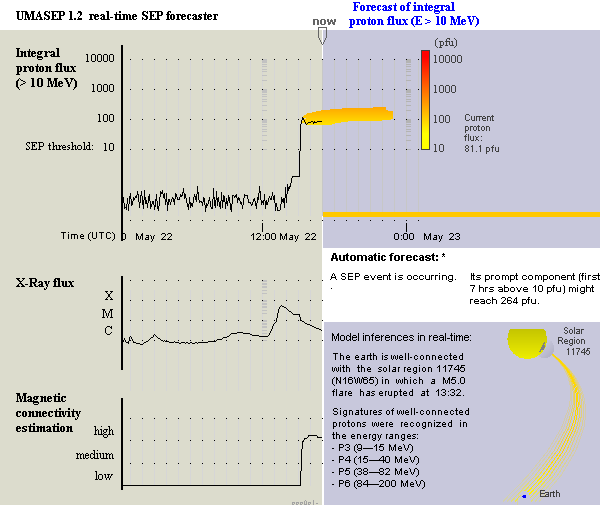 UMASEP 1.2 real-time SEP forecaster
now
Forecast of integral
proton flux (E > 10 MeV)
Integral
proton flux
(> 10 MeV)
10000
1000
100
SEP threshold: 10
(pfu)
10000
1000
100
10
Current
proton
flux:
81.1 pfu
Time (UTC) 0 May 22 12:00 May 22 0:00 May 23
X-Ray flux
X
M
C
Automatic forecast: *
A SEP event is occurring.
Its prompt component (first
7 hrs above 10 pfu) might
reach 264 pfu.
Model inferences in real-time:
The earth is well-connected
with the solar region 11745
(N16W65) in which a M5.0
flare has erupted at 13:32.
Signatures of well-connected
protons were recognized in
the energy ranges:
- P3 (9—15 MeV)
- P4 (15—40 MeV)
- P5 (38—82 MeV)
- P6 (84—200 MeV)
Solar
Region
11745
Earth
Magnetic
connectivity
estimation
high
medium
low